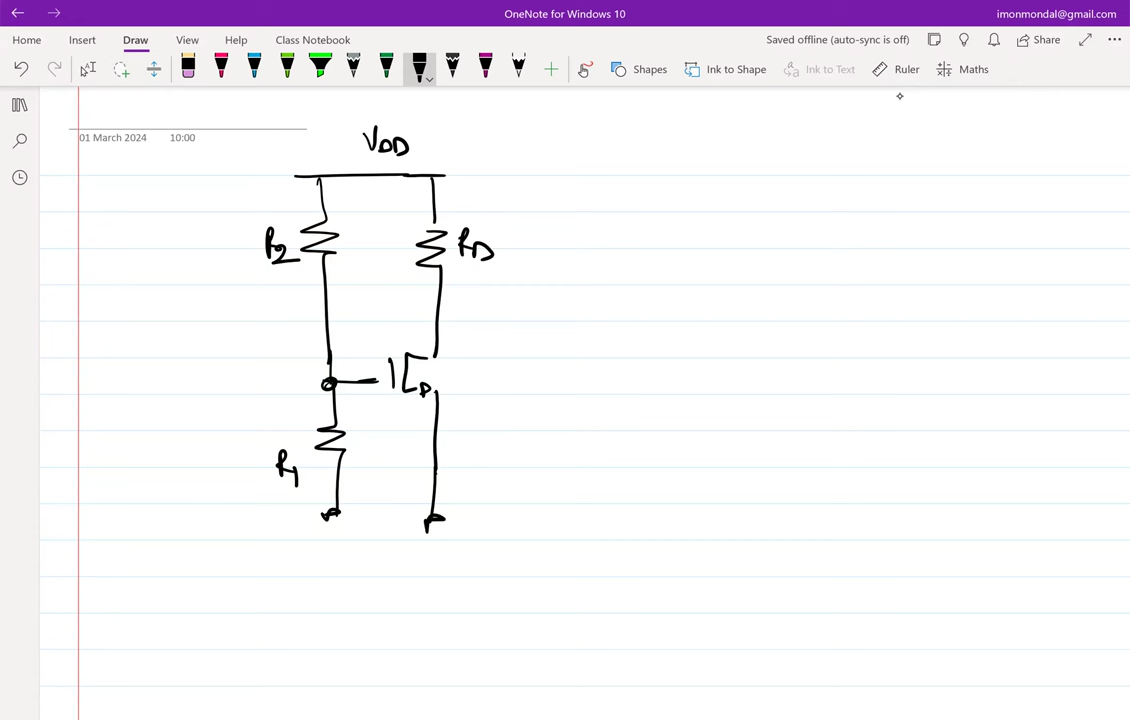 OneNote for Windows 10
imonmondal@gmail.com
Home Insert Draw View Help Class Notebook
Saved offline (auto-sync is off) Share
Shapes Ink to Shape Ink to Text Ruler Maths
01 March 2024 10:00
VDD
R2 RD
R1